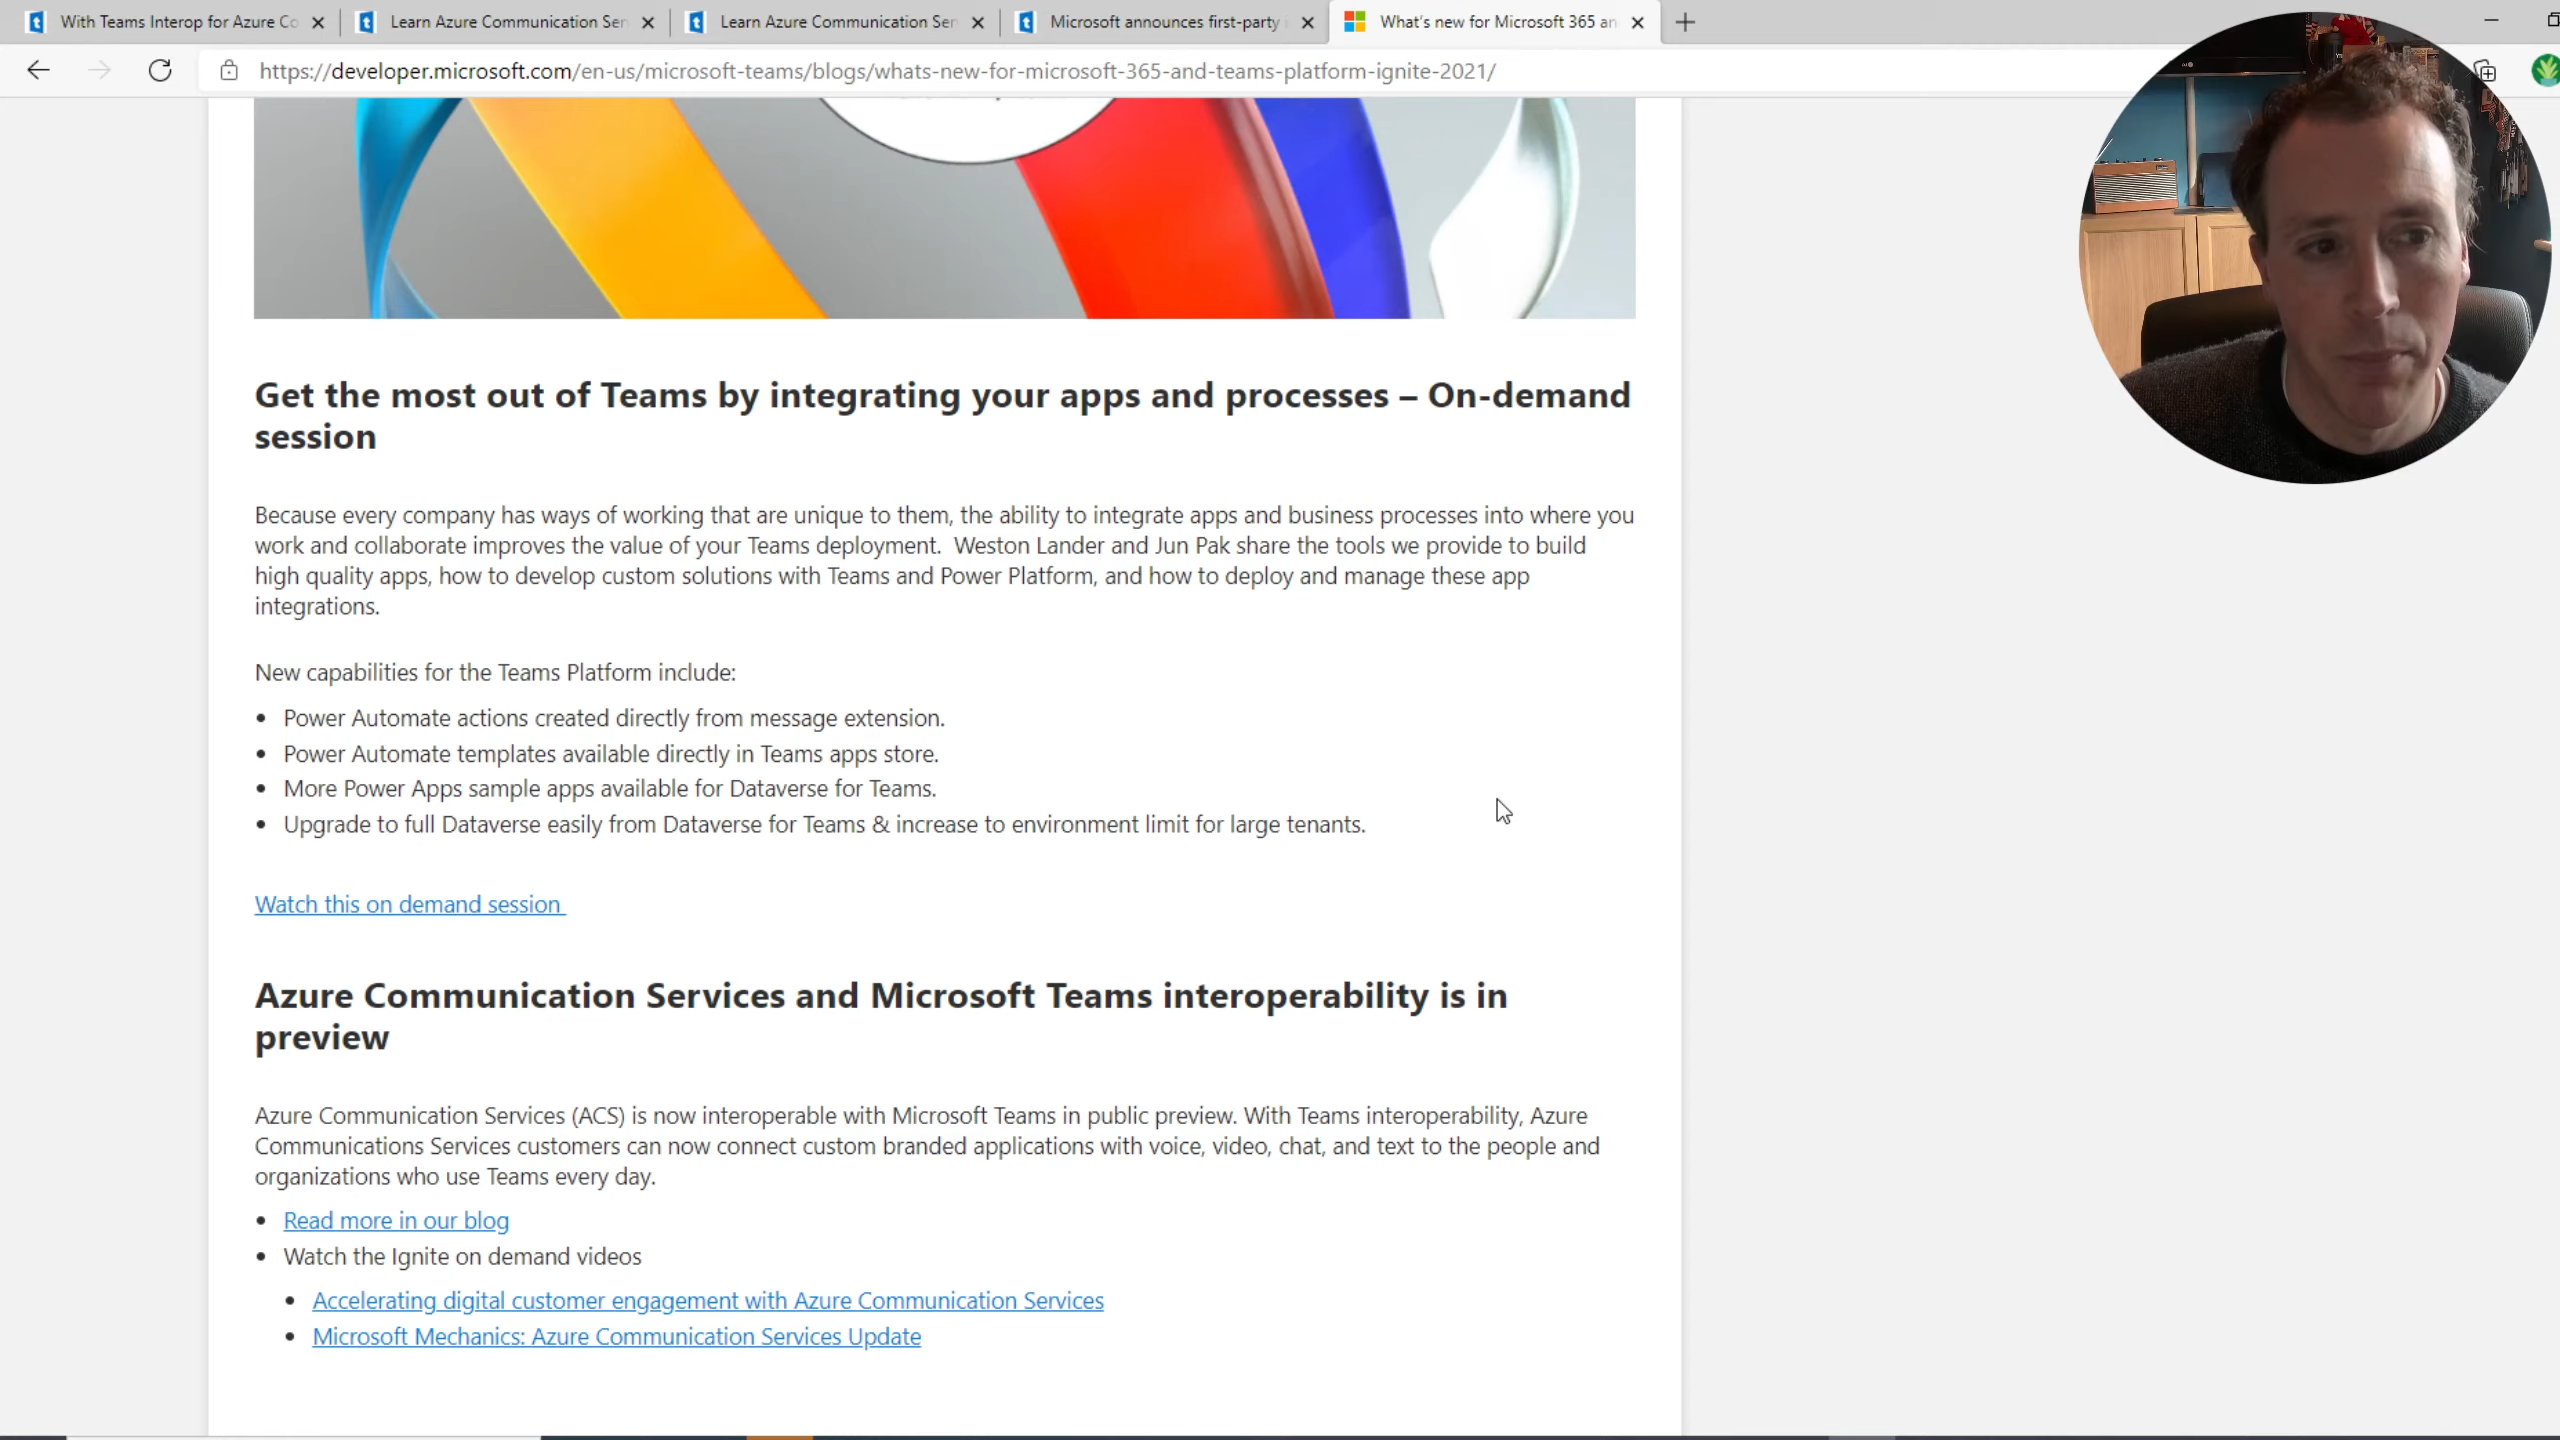 With Teams Interop for Azure Co
Learn Azure Communication Ser
Learn Azure Communication Ser
Microsoft announces first-party
What's new for Microsoft 365 an
https://developer.microsoft.com/en-us/microsoft-teams/blogs/whats-new-for-microsoft-365-and-teams-platform-ignite-2021/
Get the most out of Teams by integrating your apps and processes – On-demand
session
Because every company has ways of working that are unique to them, the ability to integrate apps and business processes into where you
work and collaborate improves the value of your Teams deployment.  Weston Lander and Jun Pak share the tools we provide to build
high quality apps, how to develop custom solutions with Teams and Power Platform, and how to deploy and manage these app
integrations.
New capabilities for the Teams Platform include:
• Power Automate actions created directly from message extension.
• Power Automate templates available directly in Teams apps store.
• More Power Apps sample apps available for Dataverse for Teams.
• Upgrade to full Dataverse easily from Dataverse for Teams & increase to environment limit for large tenants.
Watch this on demand session
Azure Communication Services and Microsoft Teams interoperability is in
preview
Azure Communication Services (ACS) is now interoperable with Microsoft Teams in public preview. With Teams interoperability, Azure
Communications Services customers can now connect custom branded applications with voice, video, chat, and text to the people and
organizations who use Teams every day.
• Read more in our blog
• Watch the Ignite on demand videos
• Accelerating digital customer engagement with Azure Communication Services
• Microsoft Mechanics: Azure Communication Services Update